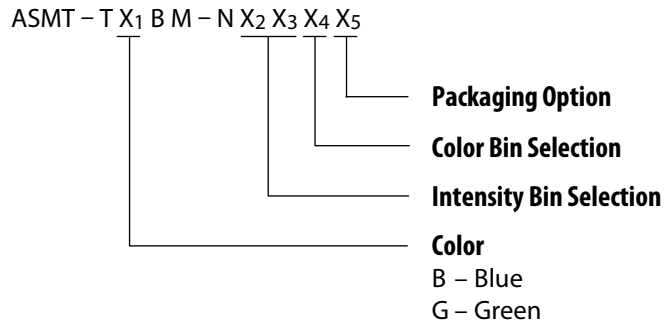 ASMT – T X1 B M – N X2 X3 X4 X5
Packaging Option
Color Bin Selection
Intensity Bin Selection
Color
B – Blue
G – Green